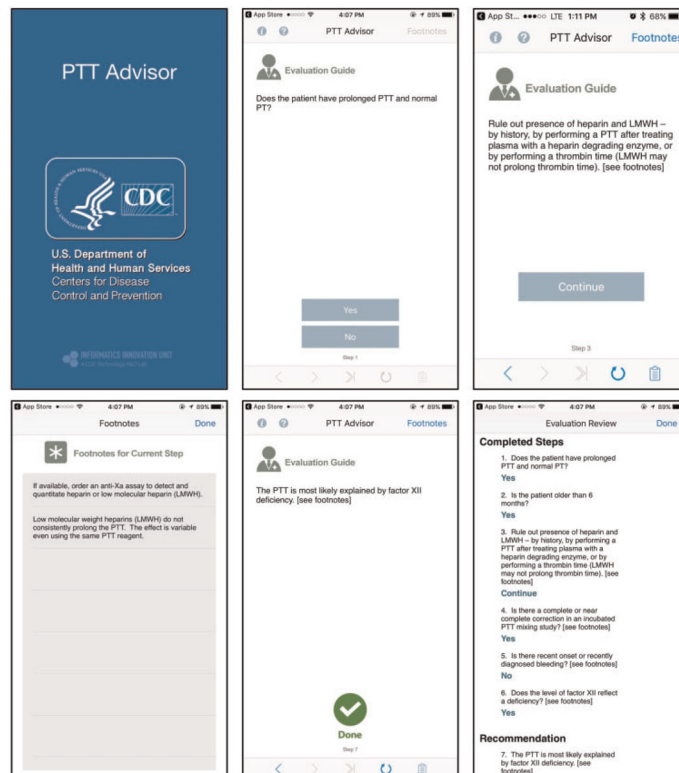 PTT Advisor
DEPARTMENT OF HEALTH & HUMAN SERVICES · USA
CDC
U.S. Department of
Health and Human Services
Centers for Disease
Control and Prevention
INFORMATICS INNOVATION UNIT
App Store 4:07 PM 89%
PTT Advisor Footnotes
Evaluation Guide
Does the patient have prolonged PTT and normal
PT?
Yes
No
Step 1
App St... LTE 1:11 PM 68%
PTT Advisor Footnotes
Evaluation Guide
Rule out presence of heparin and LMWH –
by history, by performing a PTT after treating
plasma with a heparin degrading enzyme, or
by performing a thrombin time (LMWH may
not prolong thrombin time). [see footnotes]
Continue
Step 3
App Store 4:07 PM 89%
Footnotes Done
Footnotes for Current Step
If available, order an anti-Xa assay to detect and
quantitate heparin or low molecular heparin (LMWH).
Low molecular weight heparins (LMWH) do not
consistently prolong the PTT. The effect is variable
even using the same PTT reagent.
App Store 4:07 PM 89%
PTT Advisor Footnotes
Evaluation Guide
The PTT is most likely explained by factor XII
deficiency. [see footnotes]
Done
Step 7
App Store 4:07 PM 89%
Evaluation Review Done
Completed Steps
1. Does the patient have prolonged
PTT and normal PT?
Yes
2. Is the patient older than 6
months?
Yes
3. Rule out presence of heparin and
LMWH – by history, by performing a
PTT after treating plasma with a
heparin degrading enzyme, or by
performing a thrombin time (LMWH
may not prolong thrombin time). [see
footnotes]
Continue
4. Is there a complete or near
complete correction in an incubated
PTT mixing study? [see footnotes]
Yes
5. Is there recent onset or recently
diagnosed bleeding? [see footnotes]
No
6. Does the level of factor XII reflect
a deficiency? [see footnotes]
Yes
Recommendation
7. The PTT is most likely explained
by factor XII deficiency. [see
footnotes]